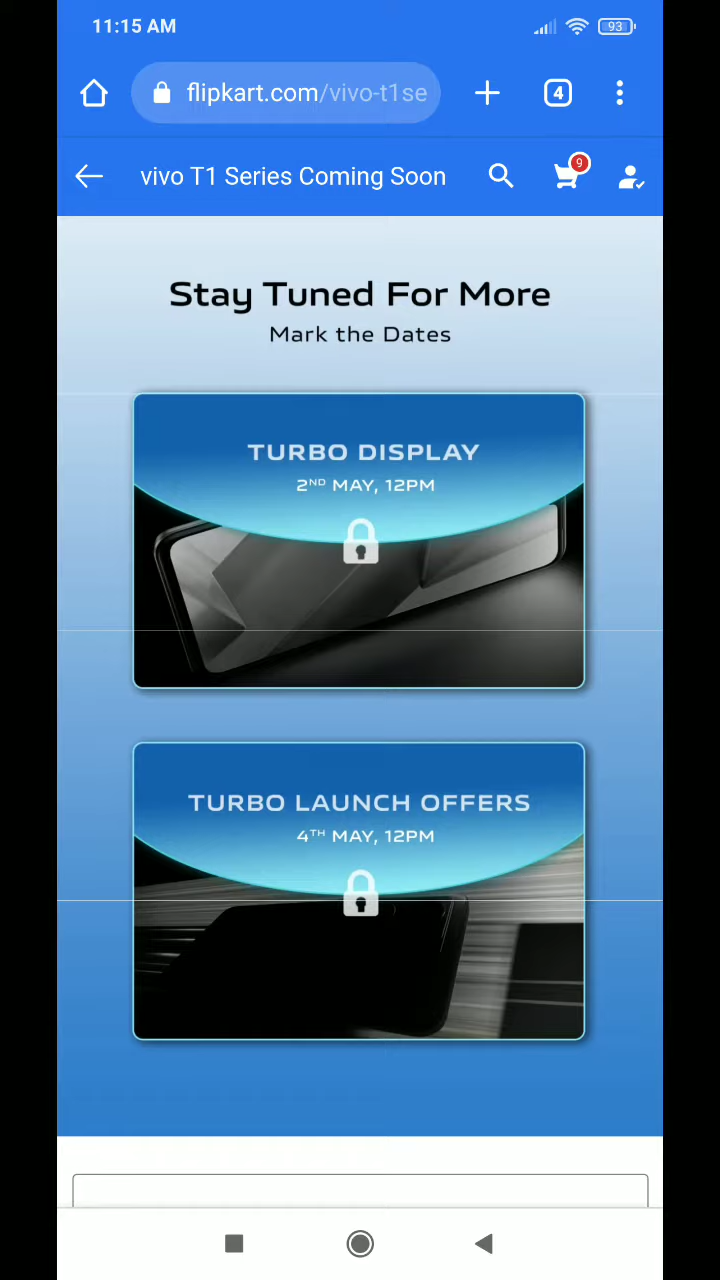 11:15 AM
93
flipkart.com/vivo-t1se
4
vivo T1 Series Coming Soon
9
Stay Tuned For More
Mark the Dates
TURBO DISPLAY
2ND MAY, 12PM
TURBO LAUNCH OFFERS
4TH MAY, 12PM